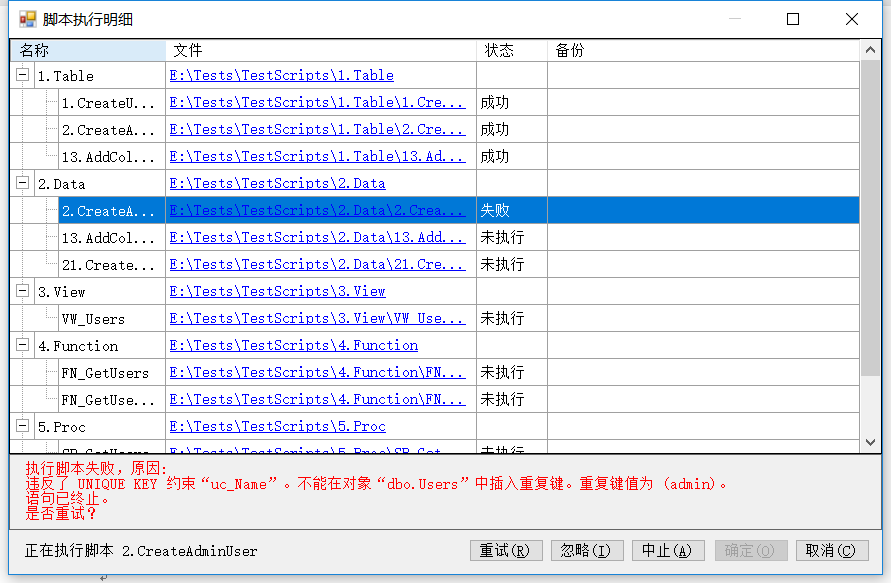 脚本执行明细
名称 文件 状态 备份
1.Table E:\Tests\TestScripts\1.Table
1.CreateU... E:\Tests\TestScripts\1.Table\1.Cre... 成功
2.CreateA... E:\Tests\TestScripts\1.Table\2.Cre... 成功
13.AddCol... E:\Tests\TestScripts\1.Table\13.Ad... 成功
2.Data E:\Tests\TestScripts\2.Data
2.CreateA... E:\Tests\TestScripts\2.Data\2.Crea... 失败
13.AddCol... E:\Tests\TestScripts\2.Data\13.Add... 未执行
21.Create... E:\Tests\TestScripts\2.Data\21.Cre... 未执行
3.View E:\Tests\TestScripts\3.View
VW_Users E:\Tests\TestScripts\3.View\VW_Use... 未执行
4.Function E:\Tests\TestScripts\4.Function
FN_GetUsers E:\Tests\TestScripts\4.Function\FN... 未执行
FN_GetUse... E:\Tests\TestScripts\4.Function\FN... 未执行
5.Proc E:\Tests\TestScripts\5.Proc
E:\Tests\TestScripts\5.Proc\SP_Get... 未执行
执行脚本失败，原因:
违反了 UNIQUE KEY 约束“uc_Name”。不能在对象“dbo.Users”中插入重复键。重复键值为 (admin)。
语句已终止。
是否重试？
正在执行脚本 2.CreateAdminUser 重试(R) 忽略(I) 中止(A) 确定(O) 取消(C)